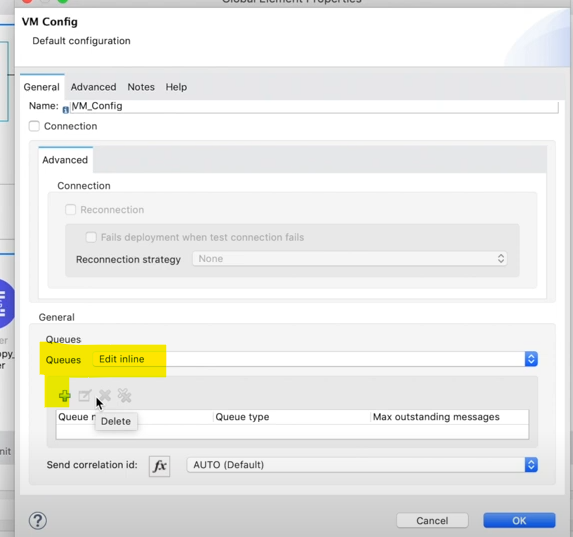 Global Element Properties
VM Config
Default configuration
General Advanced Notes Help
Name: VM_Config
Connection
Advanced
Connection
Reconnection
Fails deployment when test connection fails
Reconnection strategy None
General
Queues
Queues Edit inline
Queue Queue type Max outstanding messages
Delete
Send correlation id: fx AUTO (Default)
? Cancel OK